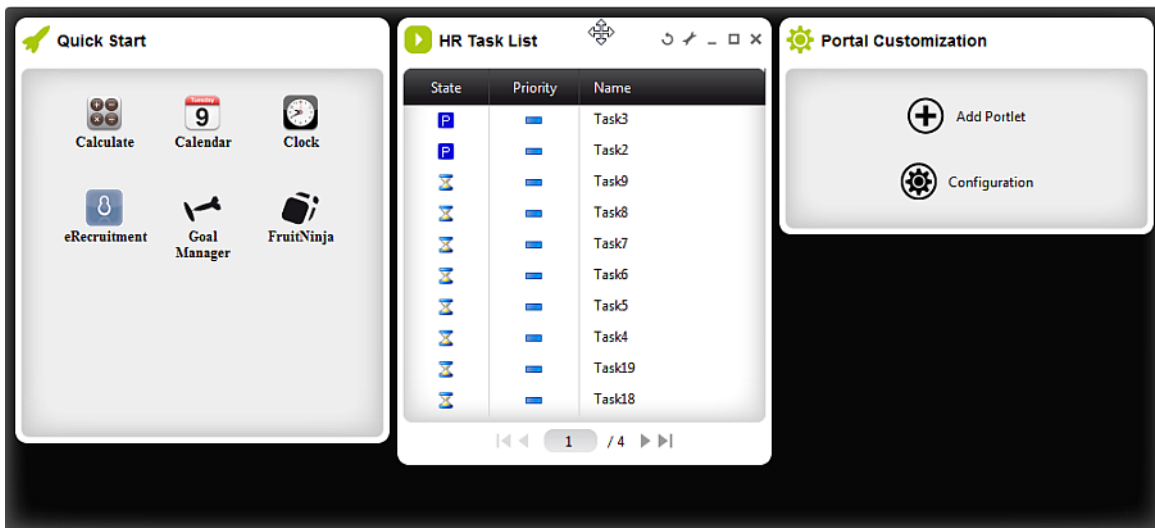 Quick Start
Calculate
Tuesday
9
Calendar
Clock
eRecruitment
Goal
Manager
FruitNinja
HR Task List
State Priority Name
P Task3
P Task2
Task9
Task8
Task7
Task6
Task5
Task4
Task19
Task18
1 / 4
Portal Customization
Add Portlet
Configuration